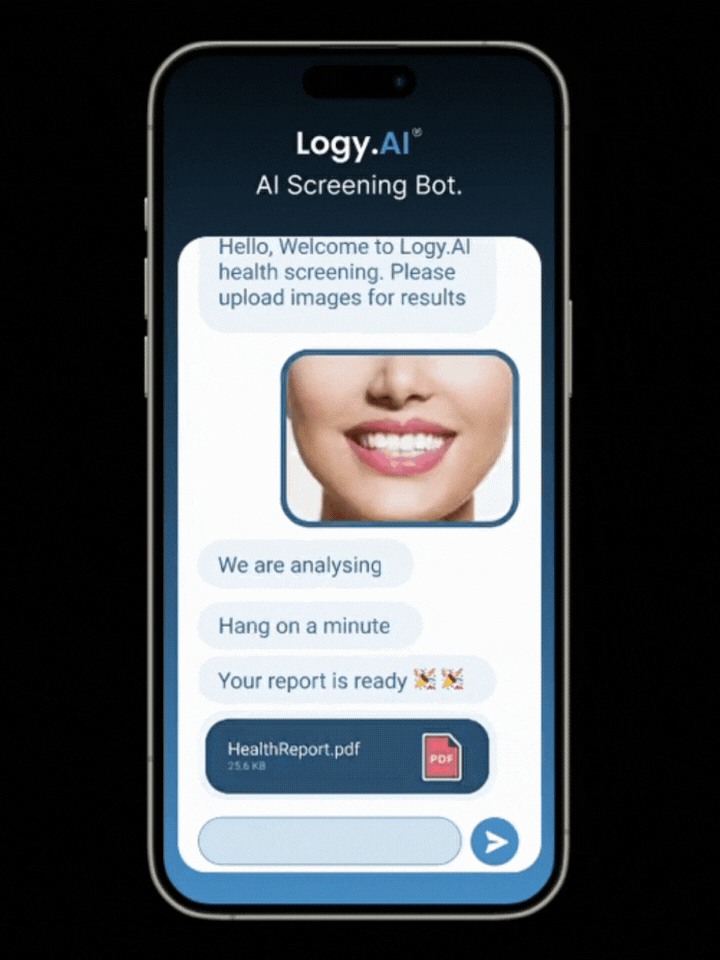 Logy.AI®
AI Screening Bot.
Hello, Welcome to Logy.AI
health screening. Please
upload images for results
We are analysing
Hang on a minute
Your report is ready 🎉🎉
HealthReport.pdf
25,6 KB
PDF